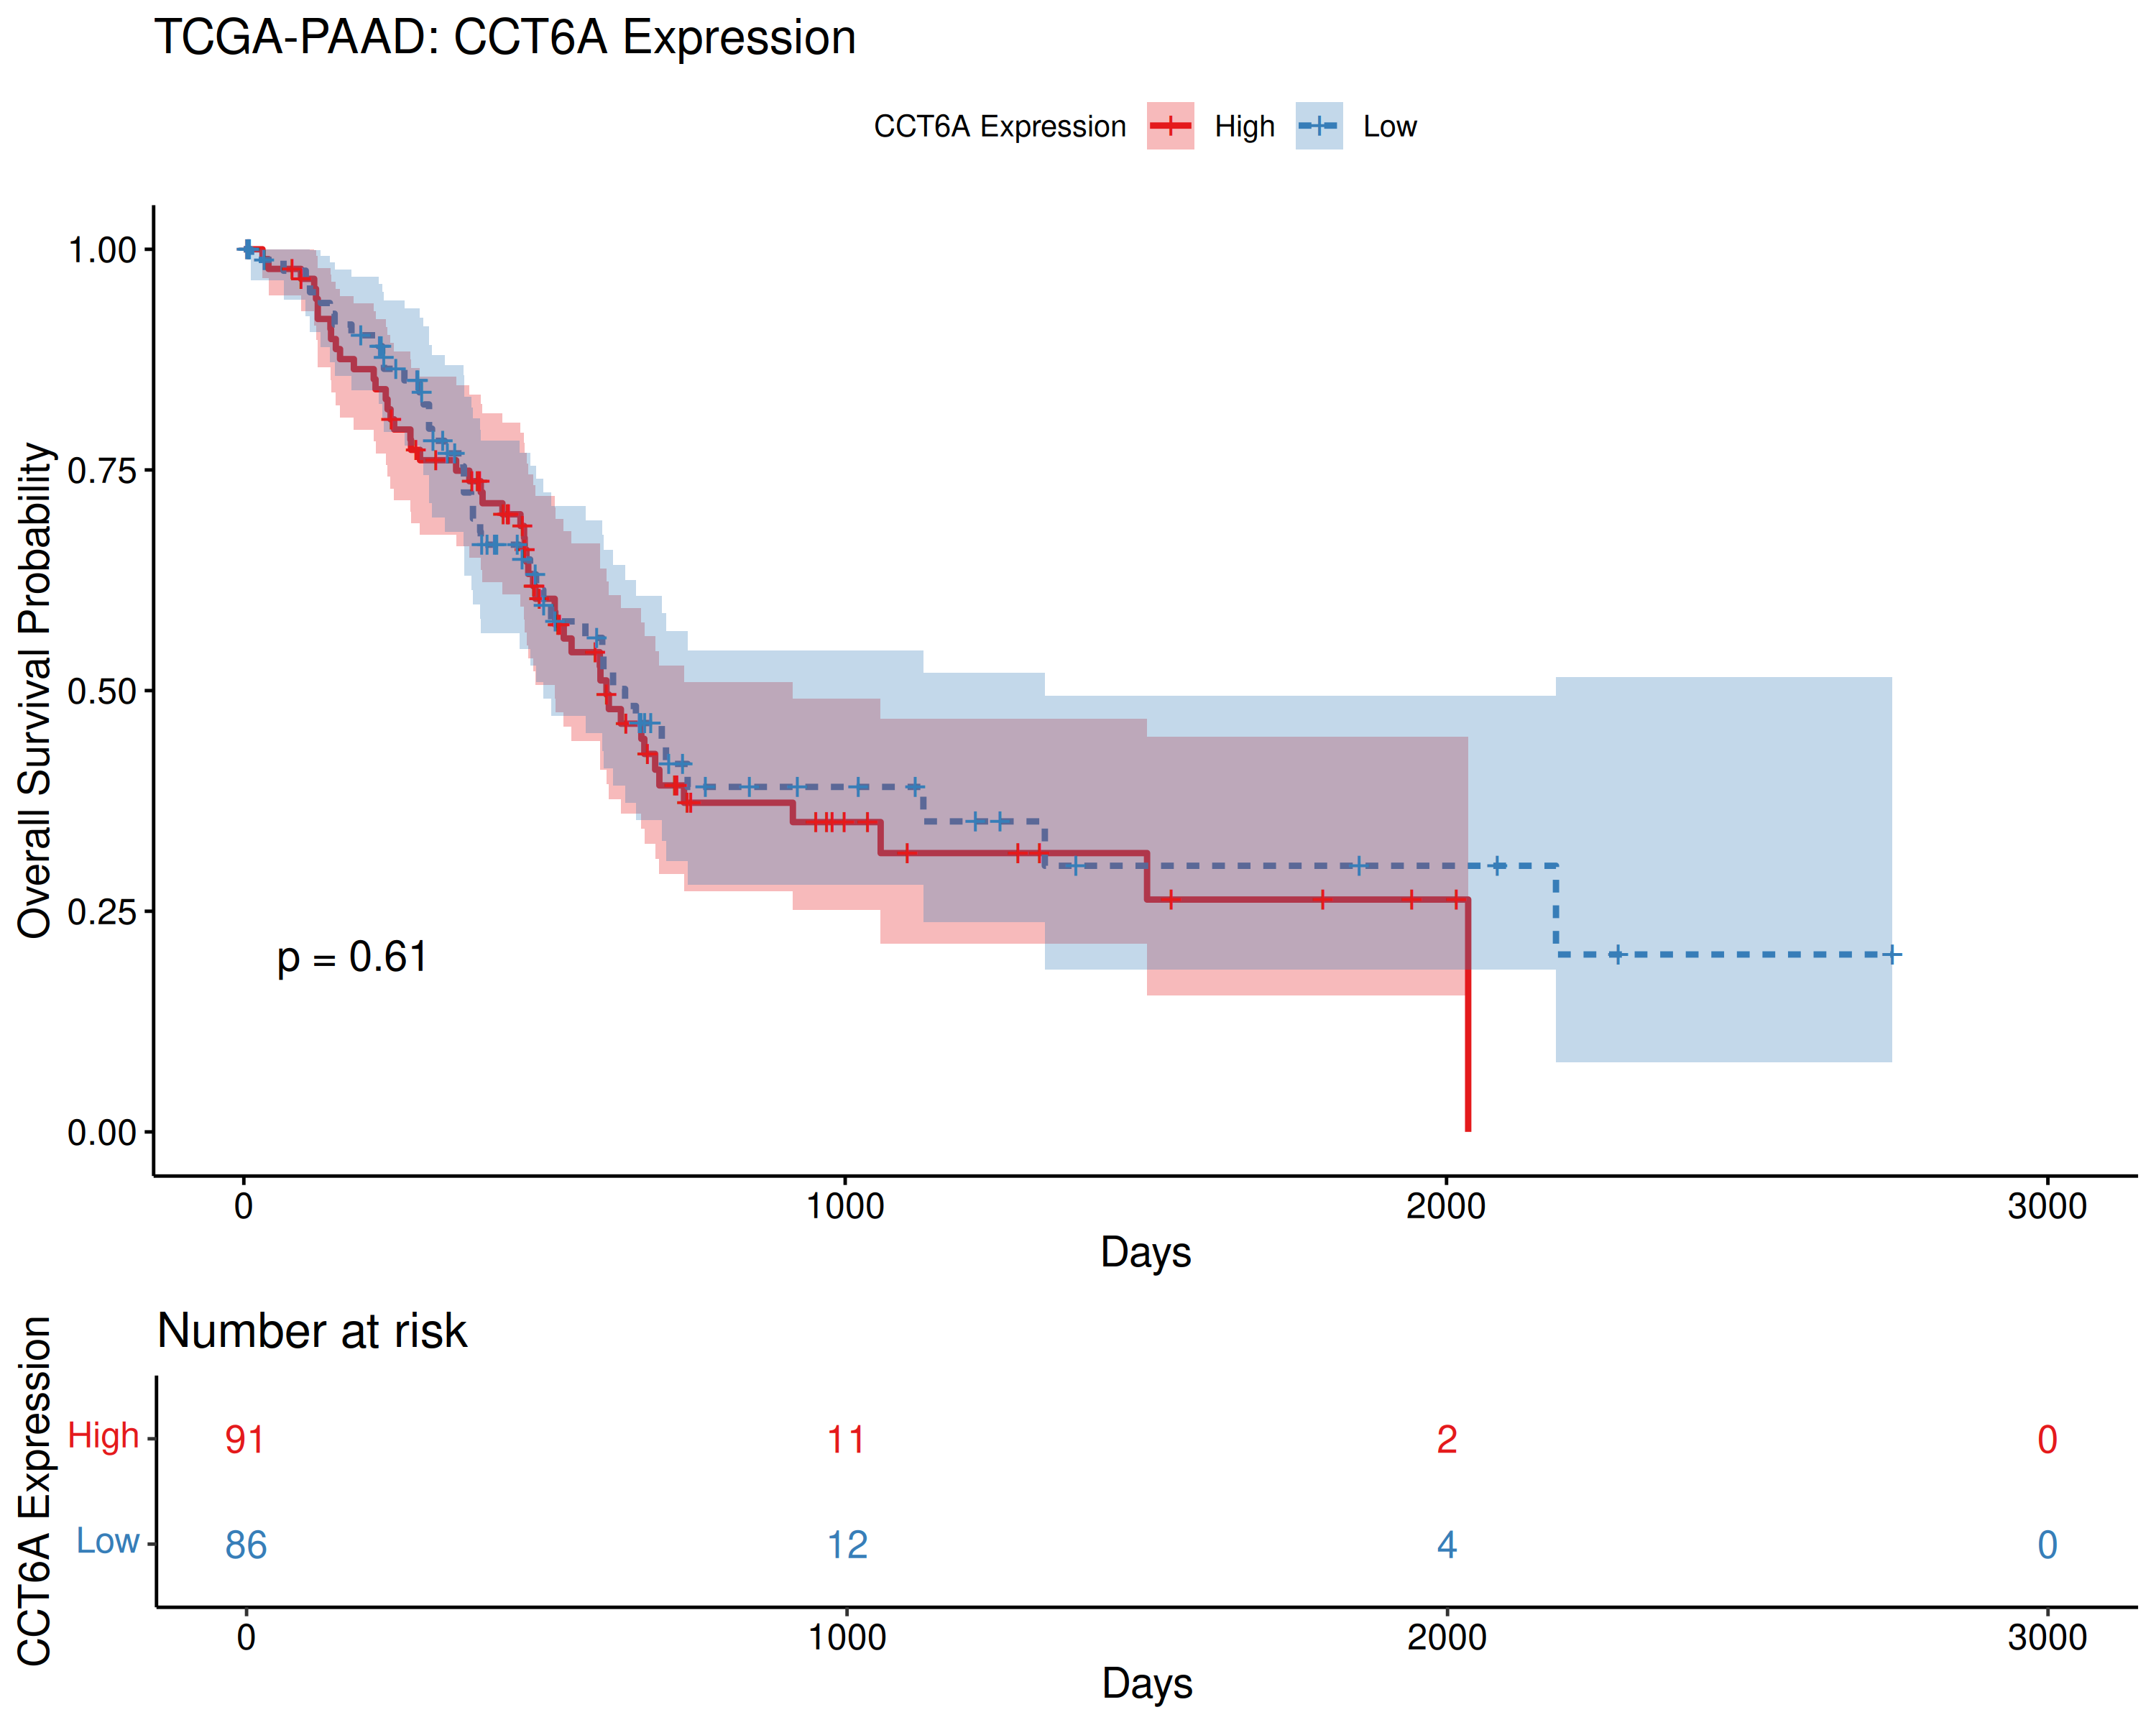 TCGA-PAAD: CCT6A Expression
CCT6A Expression High Low
Overall Survival Probability
1.00
0.75
0.50
0.25
0.00
p = 0.61
0 1000 2000 3000
Days
Number at risk
CCT6A Expression
High 91 11 2 0
Low 86 12 4 0
0 1000 2000 3000
Days